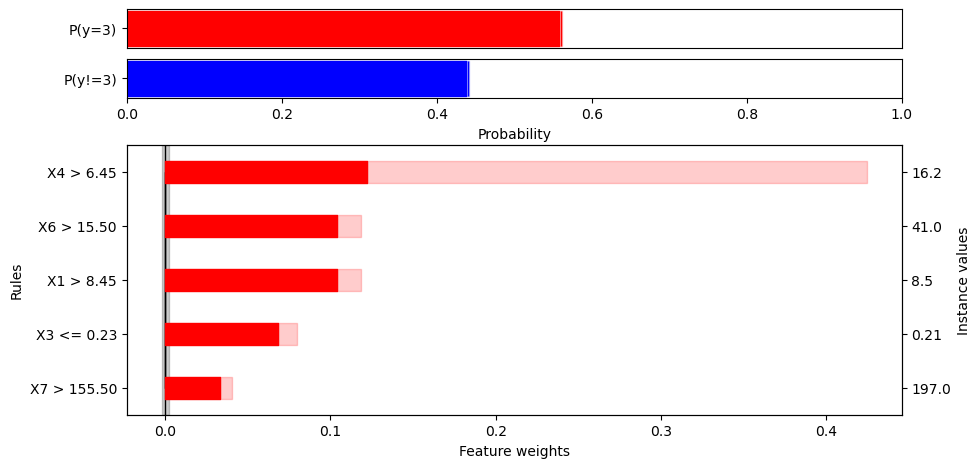 P(y=3)
P(y!=3)
0.0 0.2 0.4 0.6 0.8 1.0
Probability
X4 > 6.45 16.2
X6 > 15.50 41.0
X1 > 8.45 8.5
X3 <= 0.23 0.21
X7 > 155.50 197.0
Rules
Instance values
0.0 0.1 0.2 0.3 0.4
Feature weights